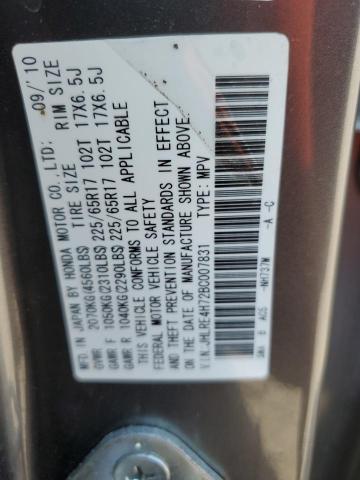 MFD. IN JAPAN BY HONDA MOTOR CO., LTD. 09/'10
TIRE SIZE RIM SIZE
GVWR 2070KG(4560LBS)
GAWR F 1050KG(2310LBS) 225/65R17 102T 17X6.5J
GAWR R 1040KG(2290LBS) 225/65R17 102T 17X6.5J
THIS VEHICLE CONFORMS TO ALL APPLICABLE
FEDERAL MOTOR VEHICLE SAFETY
AND THEFT PREVENTION STANDARDS IN EFFECT
ON THE DATE OF MANUFACTURE SHOWN ABOVE.
V.I.N:JHLRE4H72BC007831 TYPE: MPV
-A -C
-NH737M